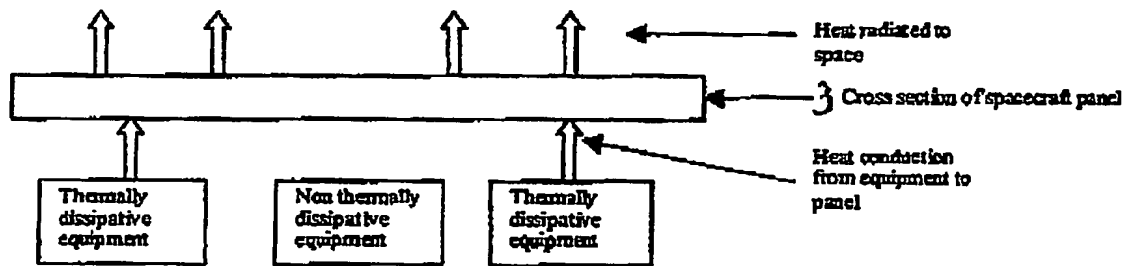 Heat radiated to
space
3 Cross section of spacecraft panel
Heat conduction
from equipment to
panel
Thermally
dissipative
equipment
Non thermally
dissipative
equipment
Thermally
dissipative
equipment